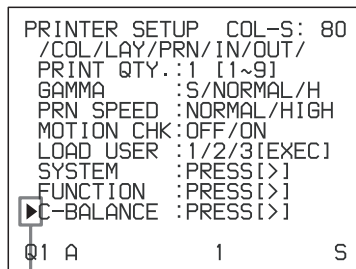 PRINTER SETUP COL-S: 80
/COL/LAY/PRN/IN/OUT/
PRINT QTY.:1 [1~9]
GAMMA :S/NORMAL/H
PRN SPEED :NORMAL/HIGH
MOTION CHK:OFF/ON
LOAD USER :1/2/3[EXEC]
SYSTEM :PRESS[>]
FUNCTION :PRESS[>]
▶C-BALANCE :PRESS[>]
Q1 A 1 S